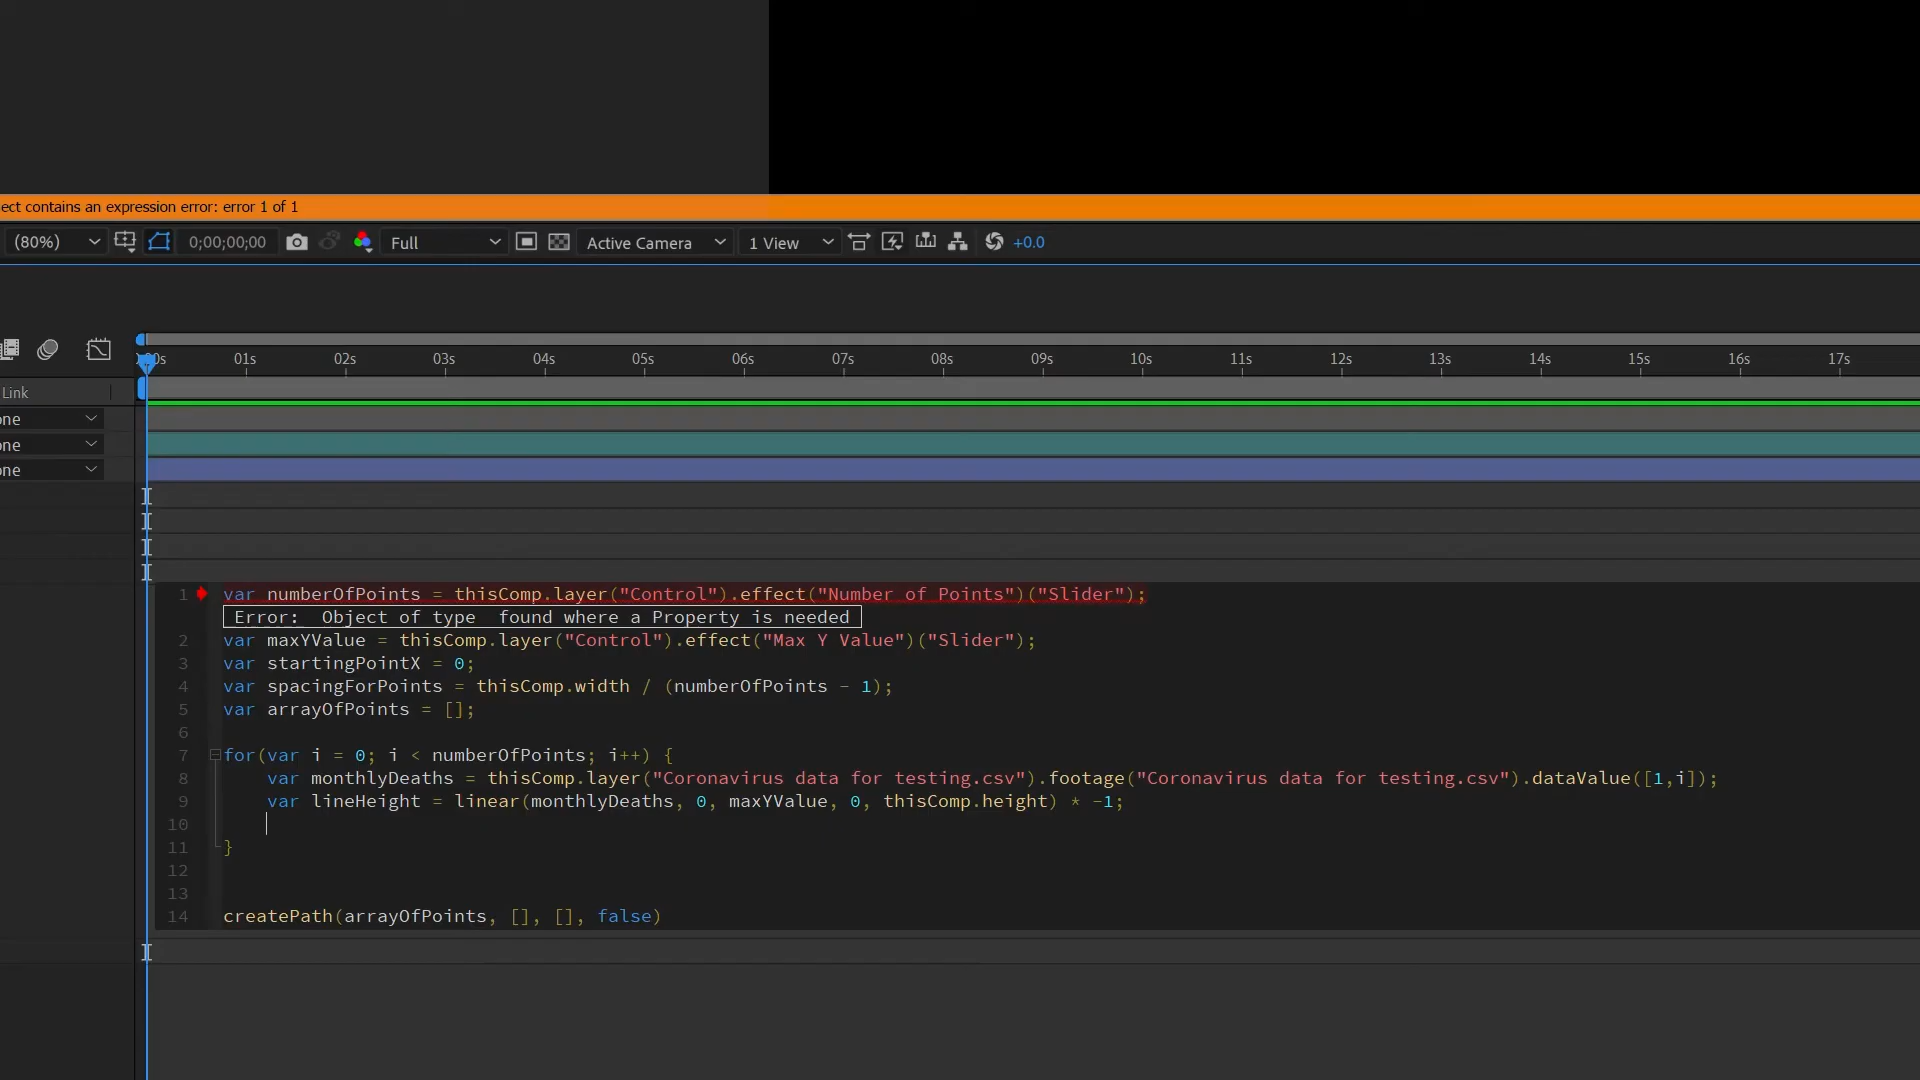 ect contains an expression error: error 1 of 1
(80%) 0;00;00;00 Full Active Camera 1 View +0.0
00s 01s 02s 03s 04s 05s 06s 07s 08s 09s 10s 11s 12s 13s 14s 15s 16s 17s
Link
one
one
one
1 var numberOfPoints = thisComp.layer("Control").effect("Number of Points")("Slider");
Error: Object of type found where a Property is needed
2 var maxYValue = thisComp.layer("Control").effect("Max Y Value")("Slider");
3 var startingPointX = 0;
4 var spacingForPoints = thisComp.width / (numberOfPoints - 1);
5 var arrayOfPoints = [];
6
7 for(var i = 0; i < numberOfPoints; i++) {
8 var monthlyDeaths = thisComp.layer("Coronavirus data for testing.csv").footage("Coronavirus data for testing.csv").dataValue([1,i]);
9 var lineHeight = linear(monthlyDeaths, 0, maxYValue, 0, thisComp.height) * -1;
10
11 }
12
13
14 createPath(arrayOfPoints, [], [], false)